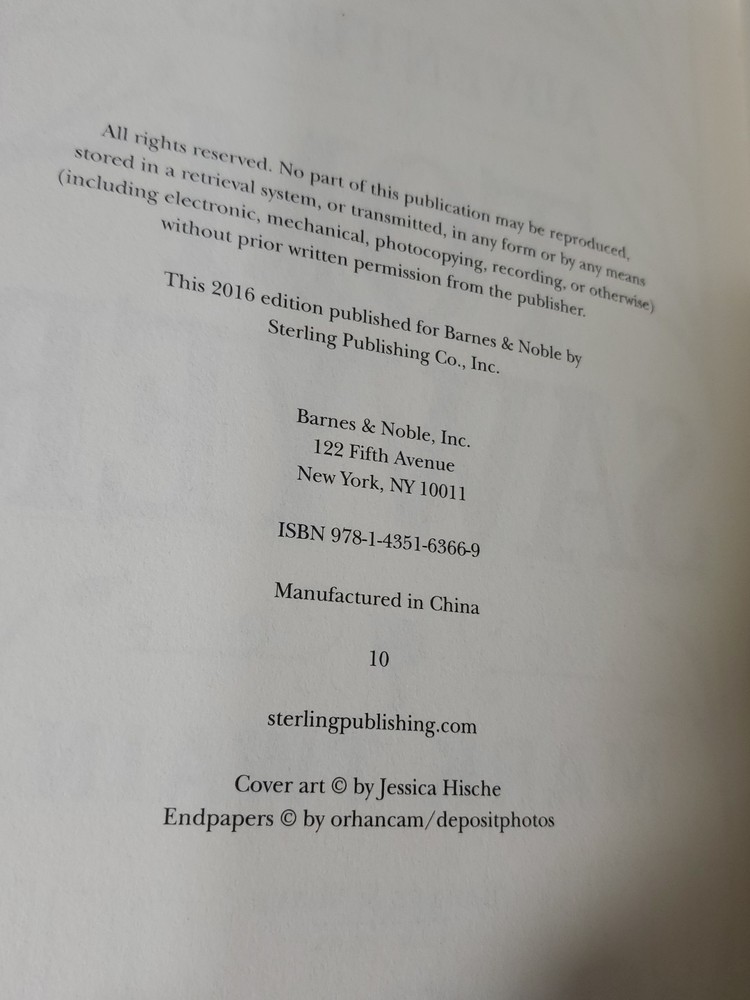 All rights reserved. No part of this publication may be reproduced,
stored in a retrieval system, or transmitted, in any form or by any means
(including electronic, mechanical, photocopying, recording, or otherwise)
without prior written permission from the publisher.
This 2016 edition published for Barnes & Noble by
Sterling Publishing Co., Inc.
Barnes & Noble, Inc.
122 Fifth Avenue
New York, NY 10011
ISBN 978-1-4351-6366-9
Manufactured in China
10
sterlingpublishing.com
Cover art © by Jessica Hische
Endpapers © by orhancam/depositphotos